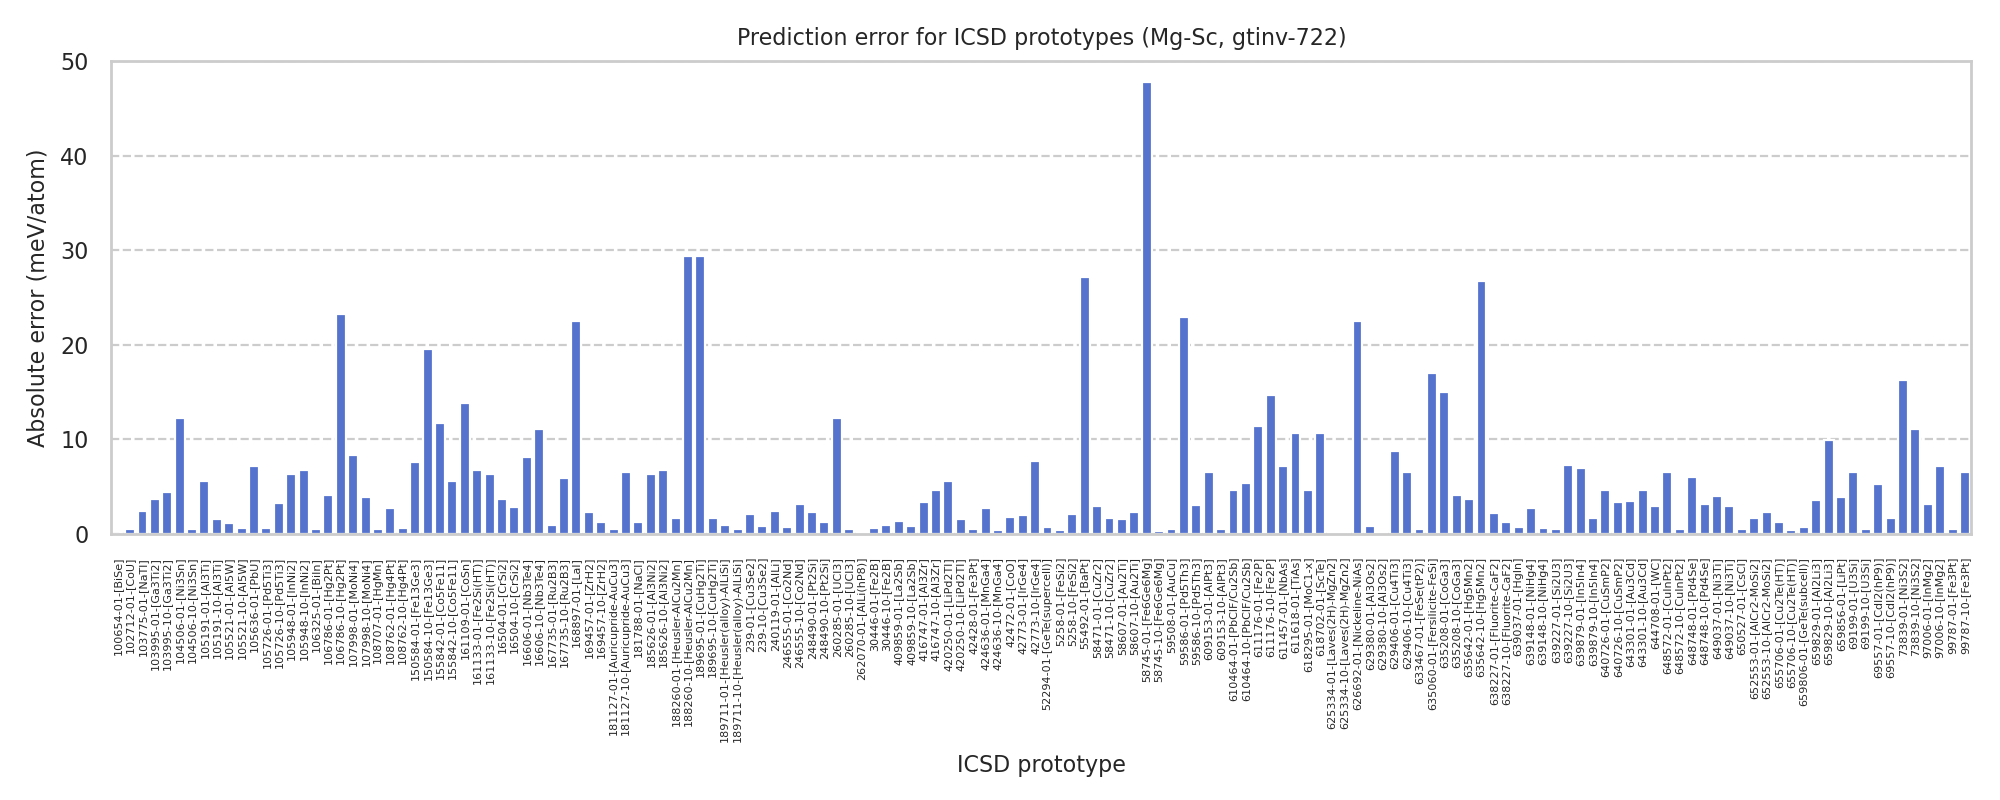 Prediction error for ICSD prototypes (Mg-Sc, gtinv-722)
Absolute error (meV/atom)
50
40
30
20
10
0
100654-01-[BiSe]
102712-01-[CoU]
103775-01-[NaTl]
103995-01-[Ga3Ti2]
103995-10-[Ga3Ti2]
104506-01-[Ni3Sn]
104506-10-[Ni3Sn]
105191-01-[Al3Ti]
105191-10-[Al3Ti]
105521-01-[Al5W]
105521-10-[Al5W]
105636-01-[PbU]
105726-01-[Pd5Ti3]
105726-10-[Pd5Ti3]
105948-01-[InNi2]
105948-10-[InNi2]
106325-01-[BiIn]
106786-01-[Hg2Pt]
106786-10-[Hg2Pt]
107998-01-[MoNi4]
107998-10-[MoNi4]
108707-01-[HgMn]
108762-01-[Hg4Pt]
108762-10-[Hg4Pt]
150584-01-[Fe13Ge3]
150584-10-[Fe13Ge3]
155842-01-[Co5Fe11]
155842-10-[Co5Fe11]
161109-01-[CoSn]
161133-01-[Fe2Si(HT)]
161133-10-[Fe2Si(HT)]
16504-01-[CrSi2]
16504-10-[CrSi2]
16606-01-[Nb3Te4]
16606-10-[Nb3Te4]
167735-01-[Ru2B3]
167735-10-[Ru2B3]
168897-01-[LaI]
169457-01-[ZrH2]
169457-10-[ZrH2]
181127-01-[Auricupride-AuCu3]
181127-10-[Auricupride-AuCu3]
181788-01-[NaCl]
185626-01-[Al3Ni2]
185626-10-[Al3Ni2]
188260-01-[Heusler-AlCu2Mn]
188260-10-[Heusler-AlCu2Mn]
189695-01-[CuHg2Ti]
189695-10-[CuHg2Ti]
189711-01-[Heusler(alloy)-AlLiSi]
189711-10-[Heusler(alloy)-AlLiSi]
239-01-[Cu3Se2]
239-10-[Cu3Se2]
240119-01-[AlLi]
246555-01-[Co2Nd]
246555-10-[Co2Nd]
248490-01-[Pt2Si]
248490-10-[Pt2Si]
260285-01-[UCl3]
260285-10-[UCl3]
262070-01-[AlLi(hP8)]
30446-01-[Fe2B]
30446-10-[Fe2B]
409859-01-[La2Sb]
409859-10-[La2Sb]
416747-01-[Al3Zr]
416747-10-[Al3Zr]
420250-01-[LiPd2Tl]
420250-10-[LiPd2Tl]
42428-01-[Fe3Pt]
424636-01-[MnGa4]
424636-10-[MnGa4]
42472-01-[CoO]
42773-01-[IrGe4]
42773-10-[IrGe4]
52294-01-[GeTe(supercell)]
5258-01-[FeSi2]
5258-10-[FeSi2]
55492-01-[BaPt]
58471-01-[CuZr2]
58471-10-[CuZr2]
58607-01-[Au2Ti]
58607-10-[Au2Ti]
58745-01-[Fe6Ge6Mg]
58745-10-[Fe6Ge6Mg]
59508-01-[AuCu]
59586-01-[Pd5Th3]
59586-10-[Pd5Th3]
609153-01-[AlPt3]
609153-10-[AlPt3]
610464-01-[PbClF/Cu2Sb]
610464-10-[PbClF/Cu2Sb]
611176-01-[Fe2P]
611176-10-[Fe2P]
611457-01-[NbAs]
611618-01-[TiAs]
618295-01-[MoC1-x]
618702-01-[ScTe]
625334-01-[Laves(2H)-MgZn2]
625334-10-[Laves(2H)-MgZn2]
626692-01-[Nickeline-NiAs]
629380-01-[Al3Os2]
629380-10-[Al3Os2]
629406-01-[Cu4Ti3]
629406-10-[Cu4Ti3]
633467-01-[FeSe(tP2)]
635060-01-[Fersilicite-FeSi]
635208-01-[CoGa3]
635208-10-[CoGa3]
635642-01-[Hg5Mn2]
635642-10-[Hg5Mn2]
638227-01-[Fluorite-CaF2]
638227-10-[Fluorite-CaF2]
639037-01-[HgIn]
639148-01-[NiHg4]
639148-10-[NiHg4]
639227-01-[Si2U3]
639227-10-[Si2U3]
639879-01-[In5In4]
639879-10-[In5In4]
640726-01-[CuSmP2]
640726-10-[CuSmP2]
643301-01-[Au3Cd]
643301-10-[Au3Cd]
644708-01-[WC]
648572-01-[CuInPt2]
648572-10-[CuInPt2]
648748-01-[Pd4Se]
648748-10-[Pd4Se]
649037-01-[Ni3Ti]
649037-10-[Ni3Ti]
650527-01-[CsCl]
652553-01-[AlCr2-MoSi2]
652553-10-[AlCr2-MoSi2]
655706-01-[Cu2Te(HT)]
655706-10-[Cu2Te(HT)]
659806-01-[GeTe(subcell)]
659829-01-[Al2Li3]
659829-10-[Al2Li3]
659856-01-[LiPt]
69199-01-[U3Si]
69199-10-[U3Si]
69557-01-[CdI2(hP9)]
69557-10-[CdI2(hP9)]
73839-01-[Ni3S2]
73839-10-[Ni3S2]
97006-01-[InMg2]
97006-10-[InMg2]
99787-01-[Fe3Pt]
99787-10-[Fe3Pt]
ICSD prototype